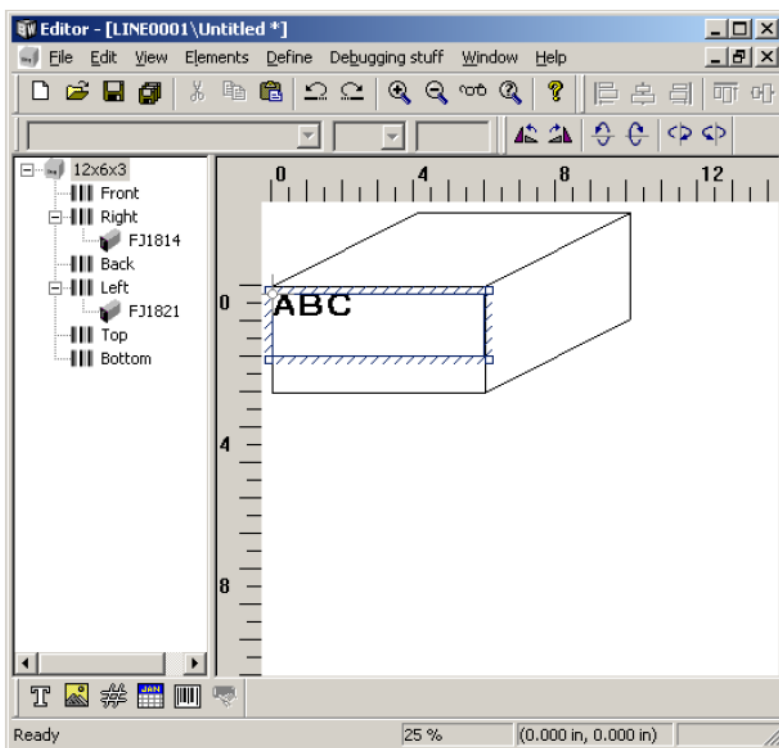 Editor - [LINE0001\Untitled *]
File Edit View Elements Define Debugging stuff Window Help
12x6x3
Front
Right
FJ1814
Back
Left
FJ1821
Top
Bottom
0 4 8 12
0
4
8
ABC
JAN
Ready 25 % (0.000 in, 0.000 in)